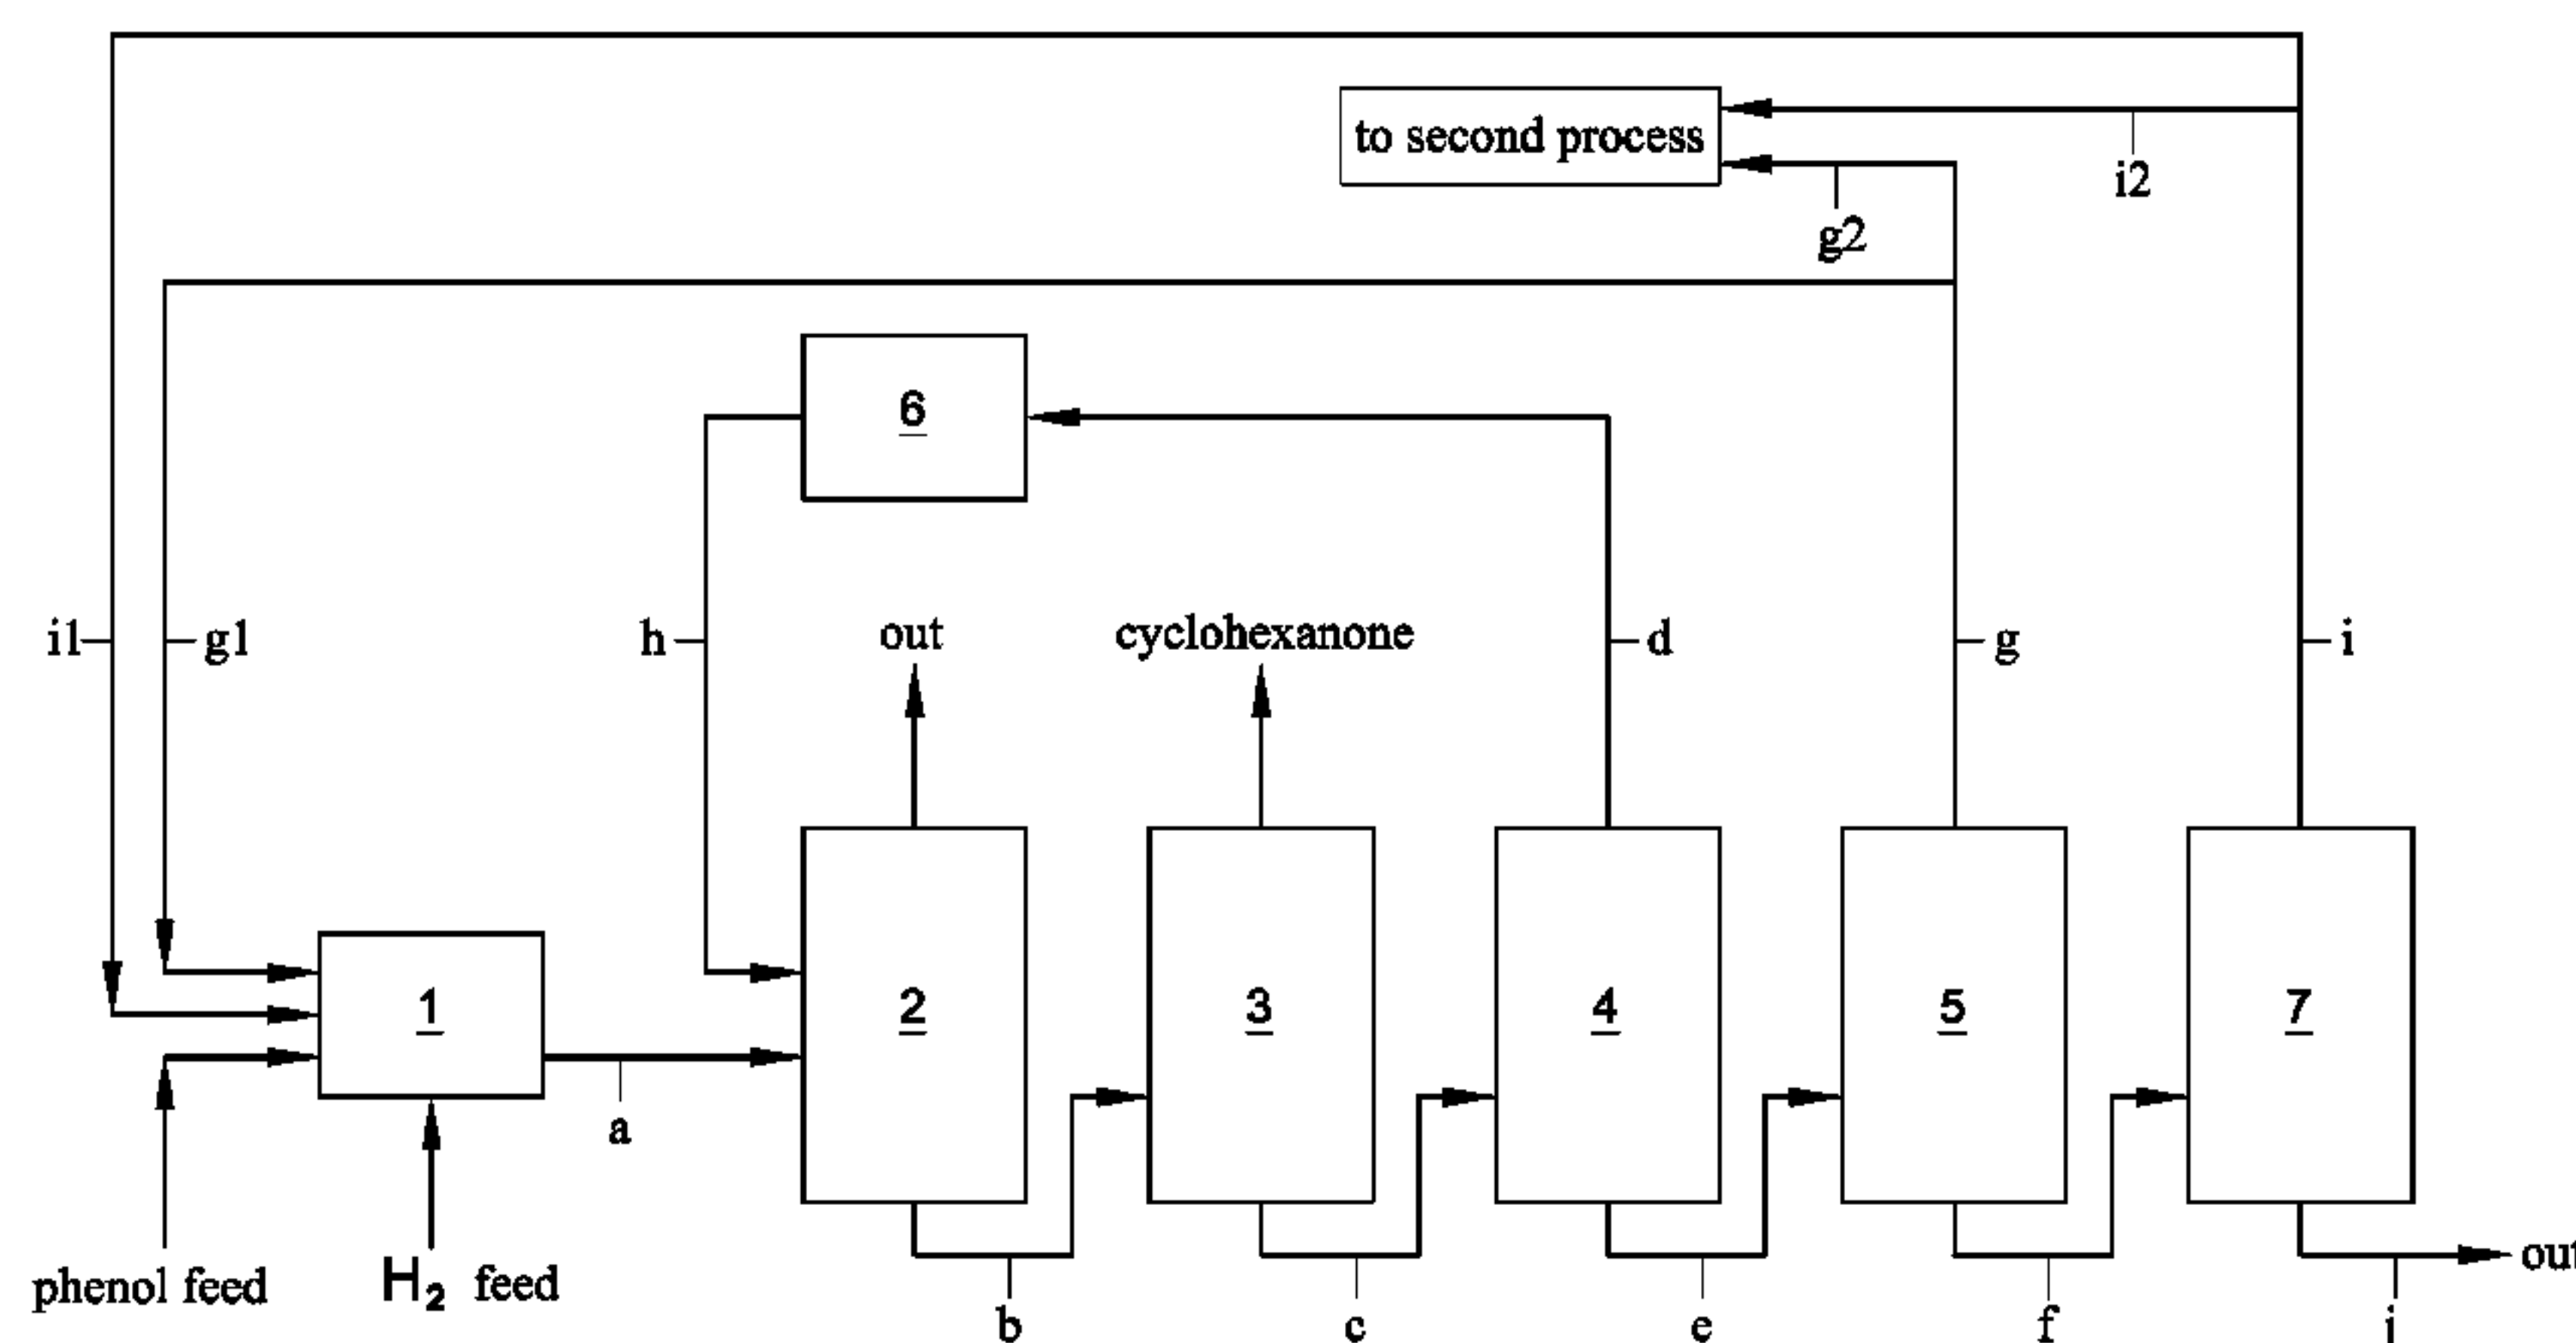 to second process
i2
g2
6
i1
g1
h
out
cyclohexanone
d
g
i
1
2
3
4
5
7
a
phenol feed
H₂ feed
out
b
c
e
f
j